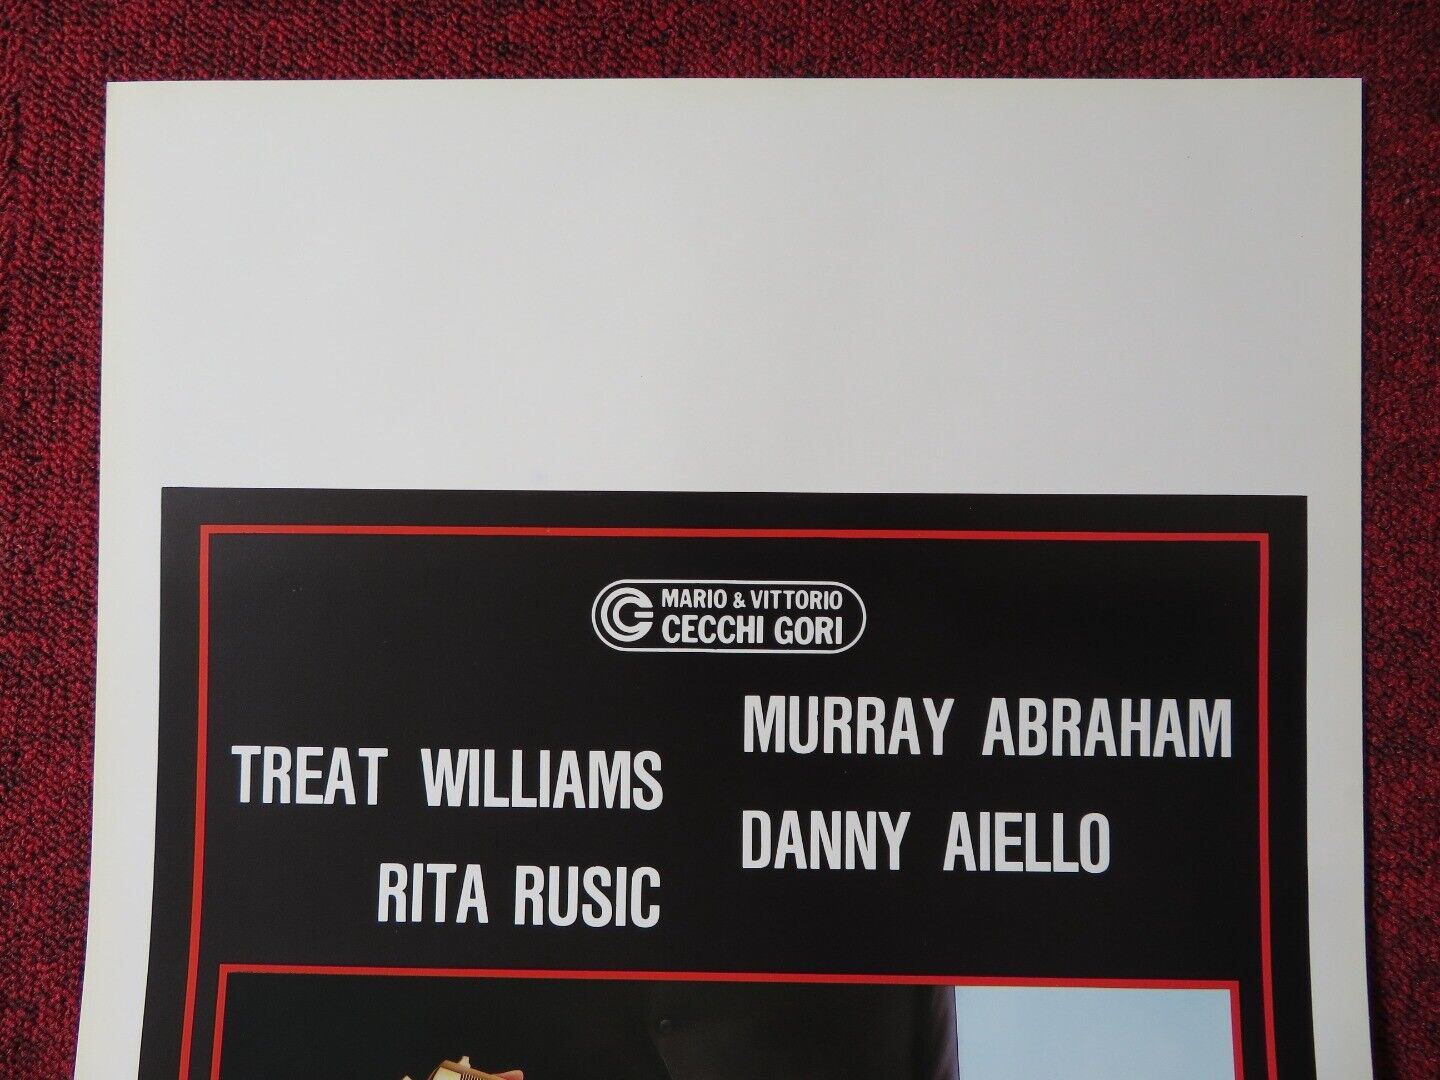 MARIO & VITTORIO
CECCHI GORI
TREAT WILLIAMS
RITA RUSIC
MURRAY ABRAHAM
DANNY AIELLO